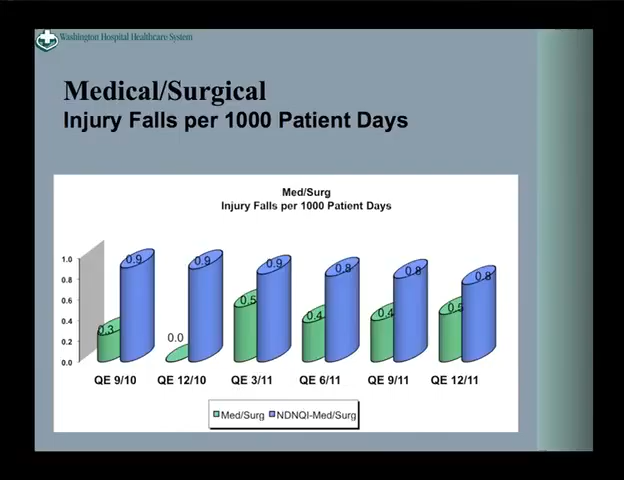 Washington Hospital Healthcare System
Medical/Surgical
Injury Falls per 1000 Patient Days
Med/Surg
Injury Falls per 1000 Patient Days
1.0
0.8
0.6
0.4
0.2
0.0
0.3
0.9
0.0
0.9
0.5
0.9
0.4
0.8
0.4
0.8
0.5
0.8
QE 9/10 QE 12/10 QE 3/11 QE 6/11 QE 9/11 QE 12/11
Med/Surg NDNQI-Med/Surg